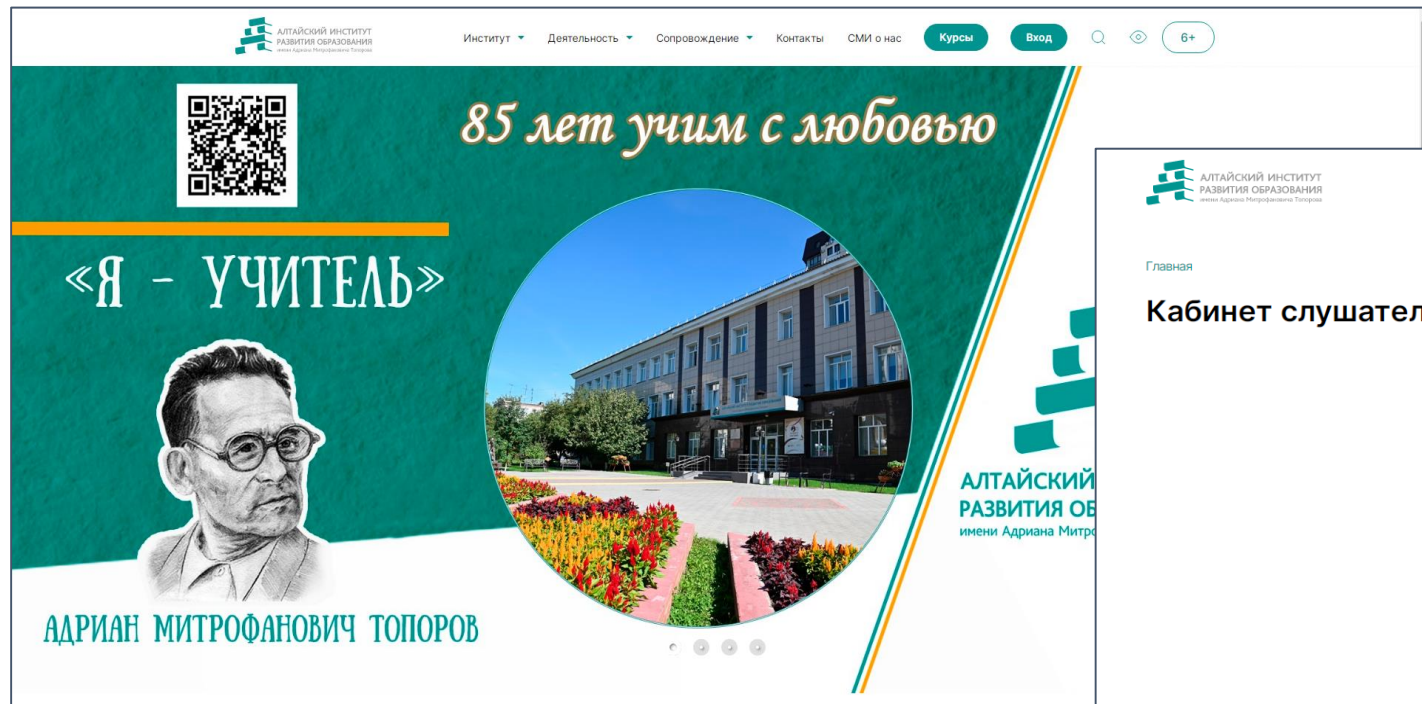 АЛТАЙСКИЙ ИНСТИТУТ
РАЗВИТИЯ ОБРАЗОВАНИЯ
имени Адриана Митрофановича Топорова
Институт Деятельность Сопровождение Контакты СМИ о нас Курсы Вход 6+
85 лет учим с любовью
«Я - УЧИТЕЛЬ»
АДРИАН МИТРОФАНОВИЧ ТОПОРОВ
АЛТАЙСКИЙ
РАЗВИТИЯ ОБ
имени Адриана Митро
АЛТАЙСКИЙ ИНСТИТУТ
РАЗВИТИЯ ОБРАЗОВАНИЯ
имени Адриана Митрофановича Топорова
Главная
Кабинет слушател